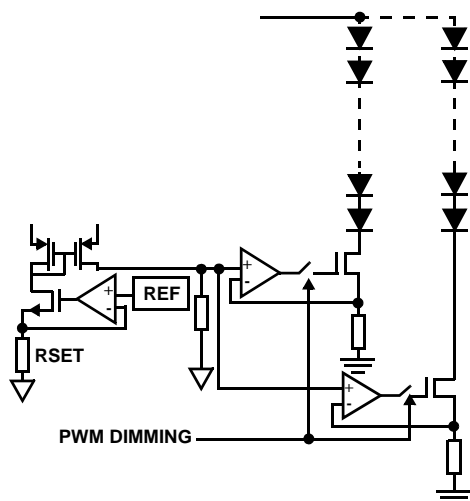 +
-
+
-
REF
RSET
+
-
PWM DIMMING